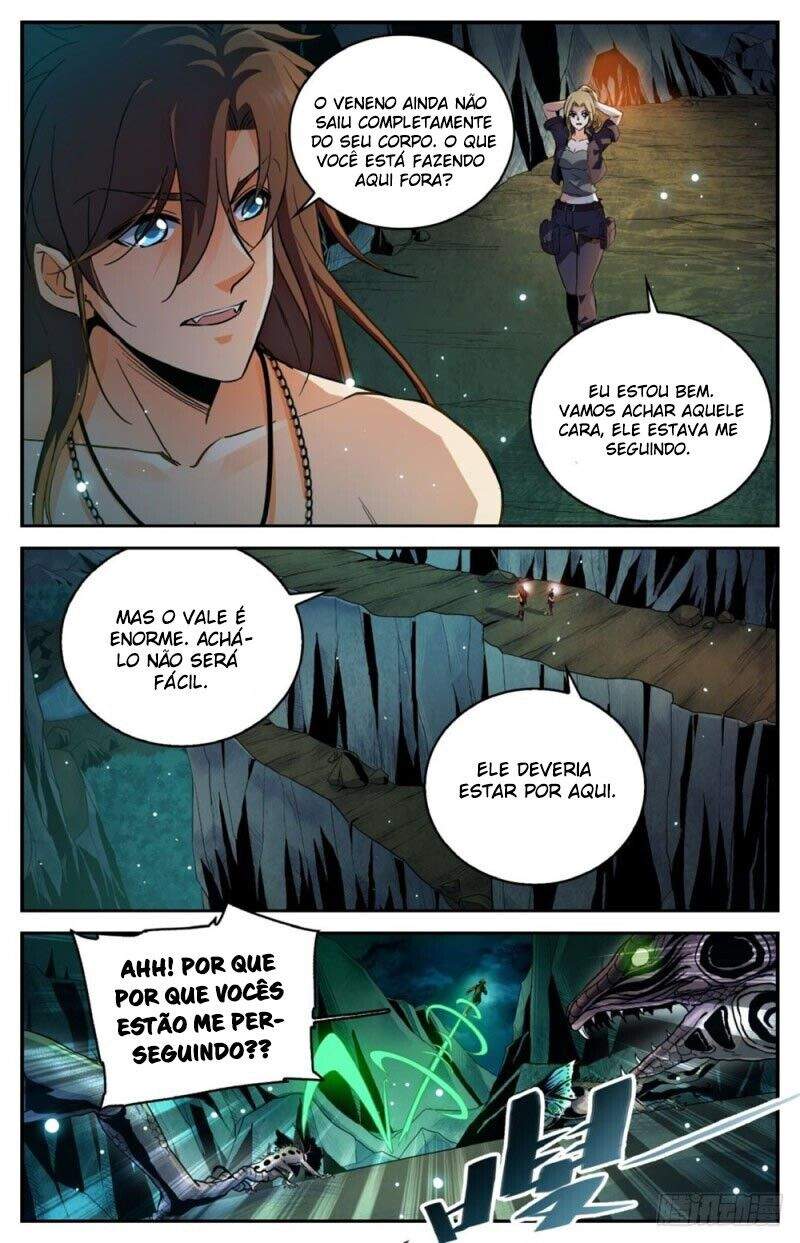 O VENENO AINDA NÃO
SAIU COMPLETAMENTE
DO SEU CORPO. O QUE
VOCÊ ESTÁ FAZENDO
AQUI FORA?
EU ESTOU BEM.
VAMOS ACHAR AQUELE
CARA, ELE ESTAVA ME
SEGUINDO.
MAS O VALE É
ENORME. ACHÁ-
LO NÃO SERÁ
FÁCIL.
ELE DEVERIA
ESTAR POR AQUI.
AHH! POR QUE
POR QUE VOCÊS
ESTÃO ME PER-
SEGUINDO??